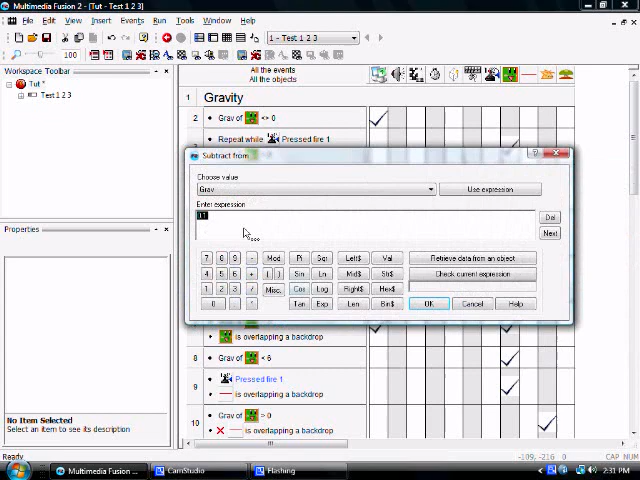 Multimedia Fusion 2 - [Tut - Test 1 2 3]
File Edit View Insert Events Run Tools Window Help
1 - Test 1 2 3
100
Workspace Toolbar
Tut *
Test 1 2 3
Properties
No Item Selected
Select an item to see its description
All the events
All the objects
1 Gravity
2 • Grav of <> 0
• Repeat while Pressed fire 1
Subtract from
Choose value
Grav
Use expression
Enter expression
0.1
Del
Next
7 8 9 - Mod Pi Sqr Left$ Val Retrieve data from an object
4 5 6 + ( ) Sin Ln Mid$ Str$ Check current expression
1 2 3 / Misc. Cos Log Right$ Hex$
0 . * Tan Exp Len Bin$ OK Cancel Help
• is overlapping a backdrop
8 • Grav of < 6
9 • Pressed fire 1
• is overlapping a backdrop
10 • Grav of > 0
• X is overlapping a backdrop
Ready
-109, -216 0 CAP NUM
Multimedia Fusion ...
CamStudio
Flashing
2:31 PM